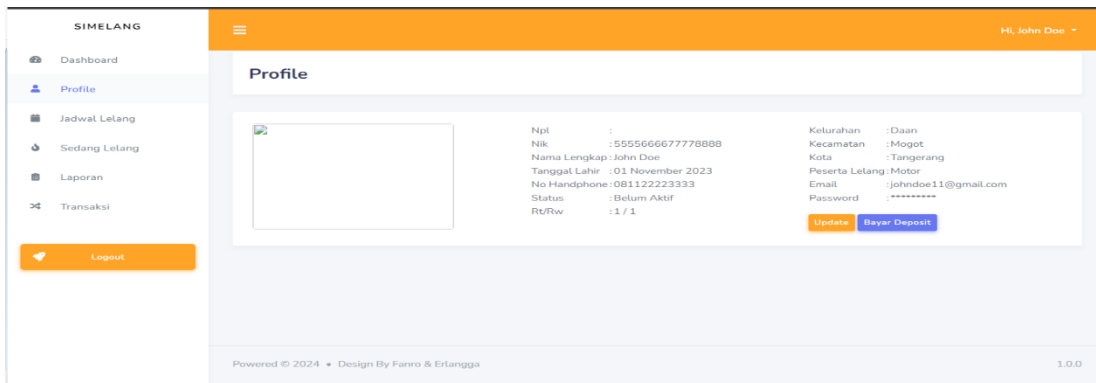 SIMELANG
Hi, John Doe
Dashboard
Profile
Jadwal Lelang
Sedang Lelang
Laporan
Transaksi
Logout
Profile
Npl :
Nik :5555666677778888
Nama Lengkap :John Doe
Tanggal Lahir :01 November 2023
No Handphone :081122223333
Status :Belum Aktif
Rt/Rw :1 / 1
Kelurahan :Daan
Kecamatan :Mogot
Kota :Tangerang
Peserta Lelang :Motor
Email :johndoe11@gmail.com
Password :*********
Update Bayar Deposit
Powered © 2024 • Design By Fanro & Erlangga 1.0.0